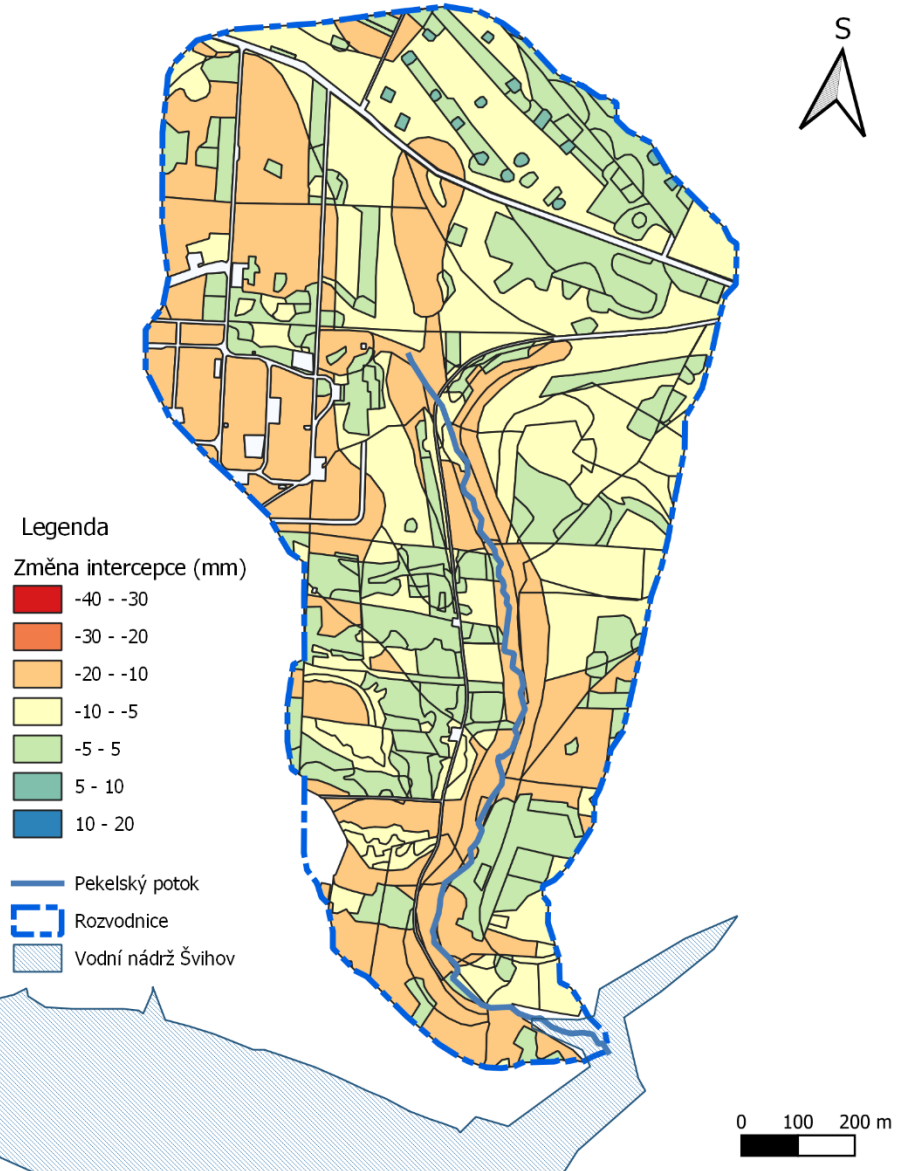 S
Legenda
Změna intercepce (mm)
-40 - -30
-30 - -20
-20 - -10
-10 - -5
-5 - 5
5 - 10
10 - 20
Pekelský potok
Rozvodnice
Vodní nádrž Švihov
0 100 200 m